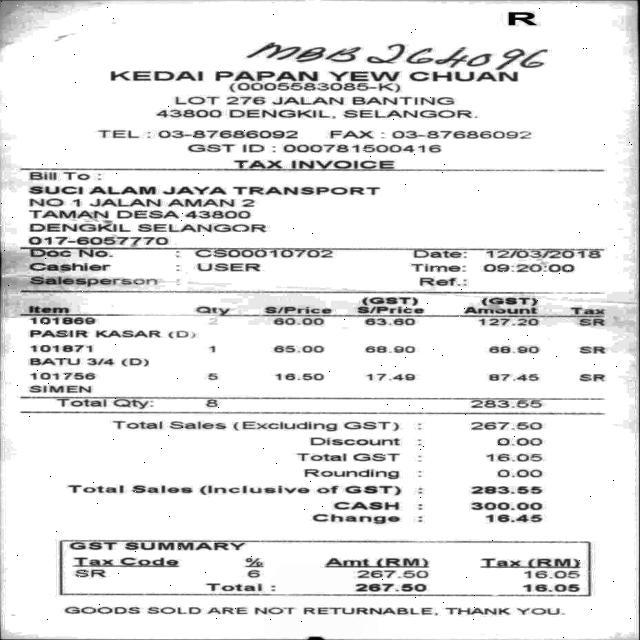 R
MBB264096
KEDAI PAPAN YEW CHUAN
(0005583085-K)
LOT 276 JALAN BANTING
43800 DENGKIL, SELANGOR.
TEL : 03-87686092 FAX : 03-87686092
GST ID : 000781500416
TAX INVOICE
Bill To :
SUCI ALAM JAYA TRANSPORT
NO 1 JALAN AMAN 2
TAMAN DESA 43800
DENGKIL SELANGOR
017-6057770
Doc No. : CS00010702 Date: 12/03/2018
Cashier : USER Time: 09:20:00
Salesperson : Ref.:
(GST) (GST)
Item Qty S/Price S/Price Amount Tax
101869 2 60.00 63.60 127.20 SR
PASIR KASAR (D)
101871 1 65.00 68.90 68.90 SR
BATU 3/4 (D)
101756 5 16.50 17.49 87.45 SR
SIMEN
Total Qty: 8 283.55
Total Sales (Excluding GST) : 267.50
Discount : 0.00
Total GST : 16.05
Rounding : 0.00
Total Sales (Inclusive of GST) : 283.55
CASH : 300.00
Change : 16.45
GST SUMMARY
Tax Code % Amt (RM) Tax (RM)
SR 6 267.50 16.05
Total : 267.50 16.05
GOODS SOLD ARE NOT RETURNABLE, THANK YOU.